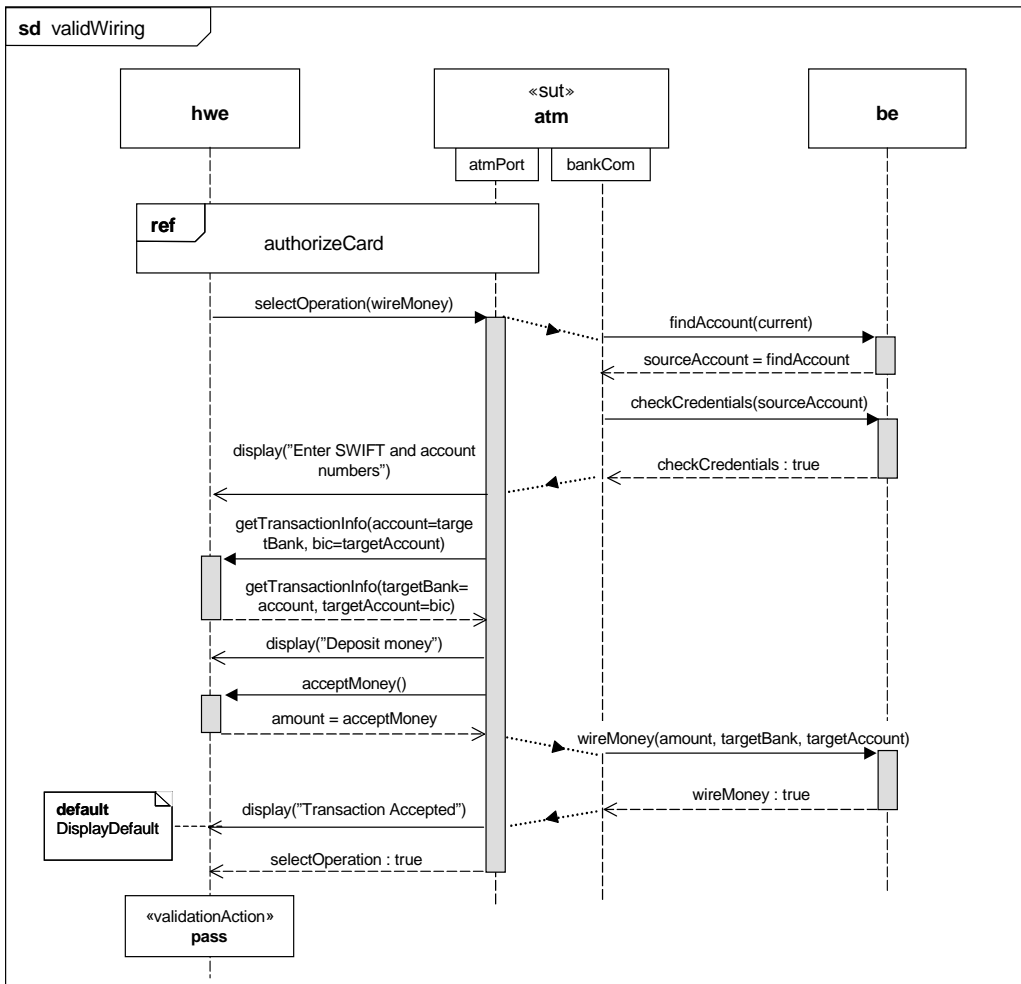 sd validWiring
hwe
«sut»
atm
be
atmPort
bankCom
ref
authorizeCard
selectOperation(wireMoney)
findAccount(current)
sourceAccount = findAccount
checkCredentials(sourceAccount)
display("Enter SWIFT and account
numbers")
checkCredentials : true
getTransactionInfo(account=targe
tBank, bic=targetAccount)
getTransactionInfo(targetBank=
account, targetAccount=bic)
display("Deposit money")
acceptMoney()
amount = acceptMoney
wireMoney(amount, targetBank, targetAccount)
wireMoney : true
default
DisplayDefault
display("Transaction Accepted")
selectOperation : true
«validationAction»
pass